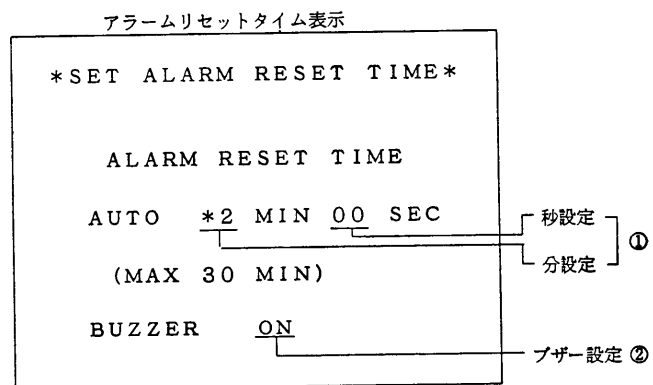 アラームリセットタイム表示
*SET ALARM RESET TIME*
ALARM RESET TIME
AUTO *2 MIN 00 SEC
(MAX 30 MIN)
BUZZER ON
秒設定
分設定
①
ブザー設定 ②